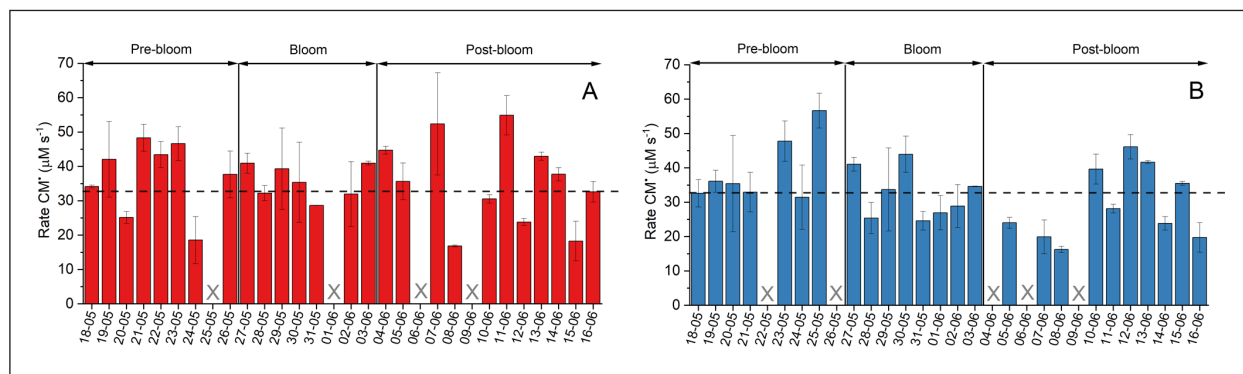 Pre-bloom Bloom Post-bloom
A
Rate CM• (µM s⁻¹)
70
60
50
40
30
20
10
0
X X X X
18-05 19-05 20-05 21-05 22-05 23-05 24-05 25-05 26-05 27-05 28-05 29-05 30-05 31-05 01-06 02-06 03-06 04-06 05-06 06-06 07-06 08-06 09-06 10-06 11-06 12-06 13-06 14-06 15-06 16-06
Pre-bloom Bloom Post-bloom
B
Rate CM• (µM s⁻¹)
70
60
50
40
30
20
10
0
X X X X X
18-05 19-05 20-05 21-05 22-05 23-05 24-05 25-05 26-05 27-05 28-05 29-05 30-05 31-05 01-06 02-06 03-06 04-06 05-06 06-06 07-06 08-06 09-06 10-06 11-06 12-06 13-06 14-06 15-06 16-06